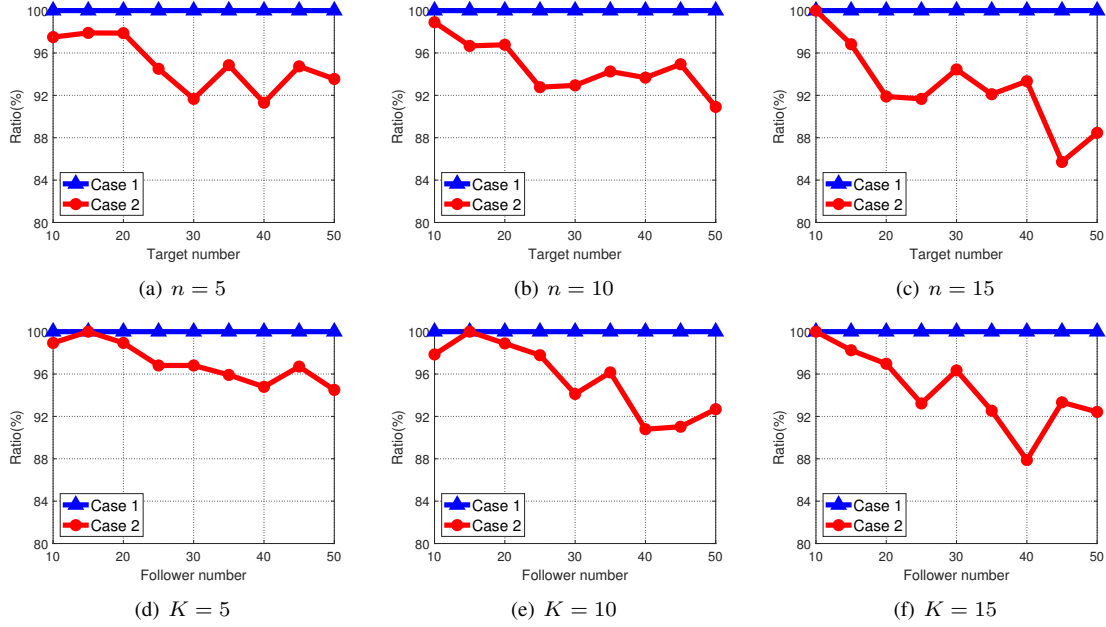 100
96
92
88
84
80
Ratio(%)
Case 1
Case 2
10 20 30 40 50
Target number
(a) n = 5
100
96
92
88
84
80
Ratio(%)
Case 1
Case 2
10 20 30 40 50
Target number
(b) n = 10
100
96
92
88
84
80
Ratio(%)
Case 1
Case 2
10 20 30 40 50
Target number
(c) n = 15
100
96
92
88
84
80
Ratio(%)
Case 1
Case 2
10 20 30 40 50
Follower number
(d) K = 5
100
96
92
88
84
80
Ratio(%)
Case 1
Case 2
10 20 30 40 50
Follower number
(e) K = 10
100
96
92
88
84
80
Ratio(%)
Case 1
Case 2
10 20 30 40 50
Follower number
(f) K = 15